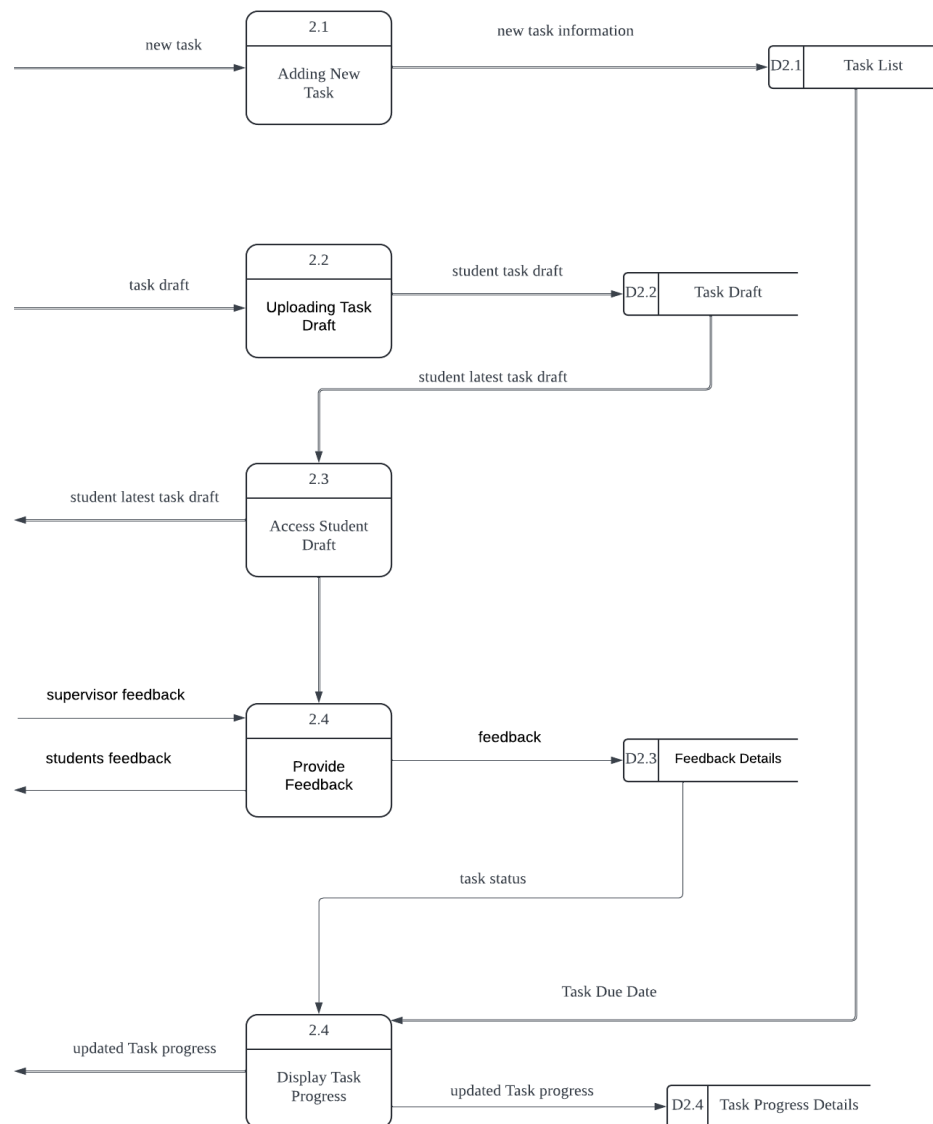 2.1
new task
new task information
Adding New
Task
D2.1
Task List
2.2
task draft
student task draft
Uploading Task
Draft
D2.2
Task Draft
student latest task draft
2.3
student latest task draft
Access Student
Draft
supervisor feedback
2.4
students feedback
feedback
Provide
Feedback
D2.3
Feedback Details
task status
Task Due Date
2.4
updated Task progress
Display Task
Progress
updated Task progress
D2.4
Task Progress Details